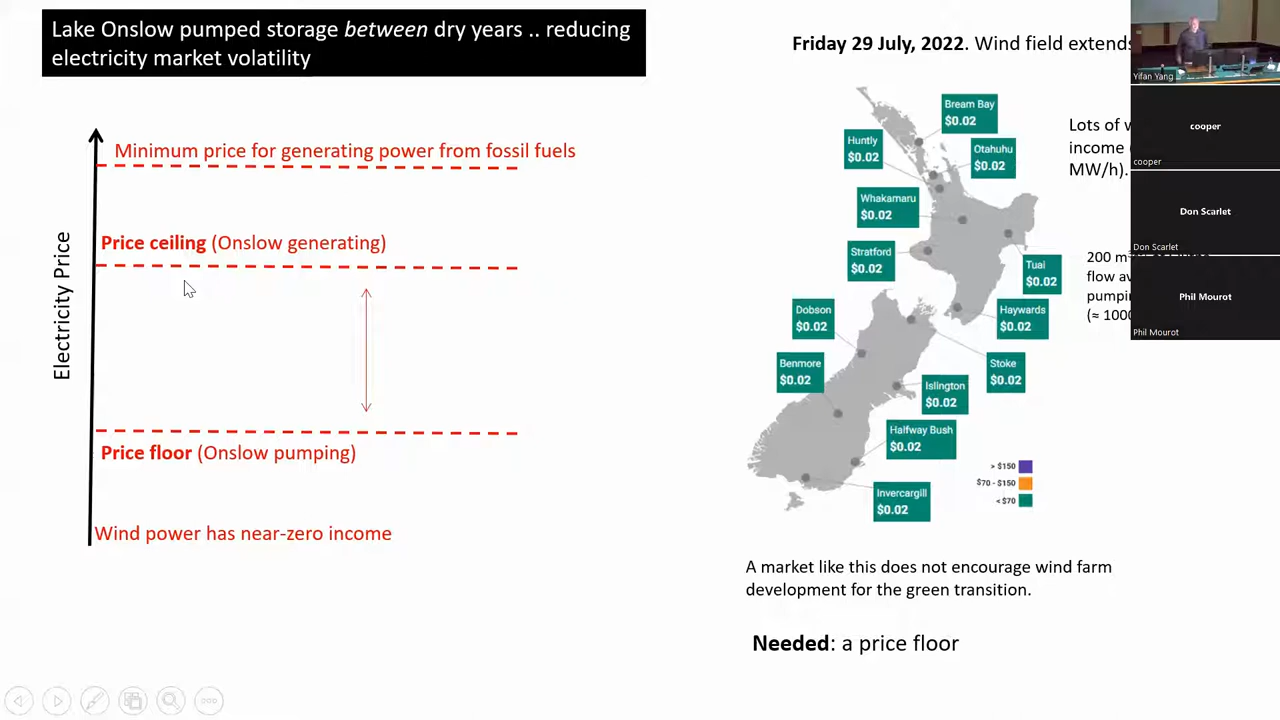 Lake Onslow pumped storage between dry years .. reducing
electricity market volatility
Electricity Price
Minimum price for generating power from fossil fuels
Price ceiling (Onslow generating)
Price floor (Onslow pumping)
Wind power has near-zero income
Friday 29 July, 2022. Wind field extends
Lots of
income (
MW/h).
200
flow
(≈ 1000
Bream Bay
$0.02
Huntly
$0.02
Otahuhu
$0.02
Whakamaru
$0.02
Stratford
$0.02
Tuai
$0.02
Dobson
$0.02
Haywards
$0.02
Benmore
$0.02
Stoke
$0.02
Islington
$0.02
Halfway Bush
$0.02
Invercargill
$0.02
> $150
$70 - $150
< $70
A market like this does not encourage wind farm
development for the green transition.
Needed: a price floor
Yifan Yang
cooper
cooper
Don Scarlet
Don Scarlet
Phil Mourot
Phil Mourot